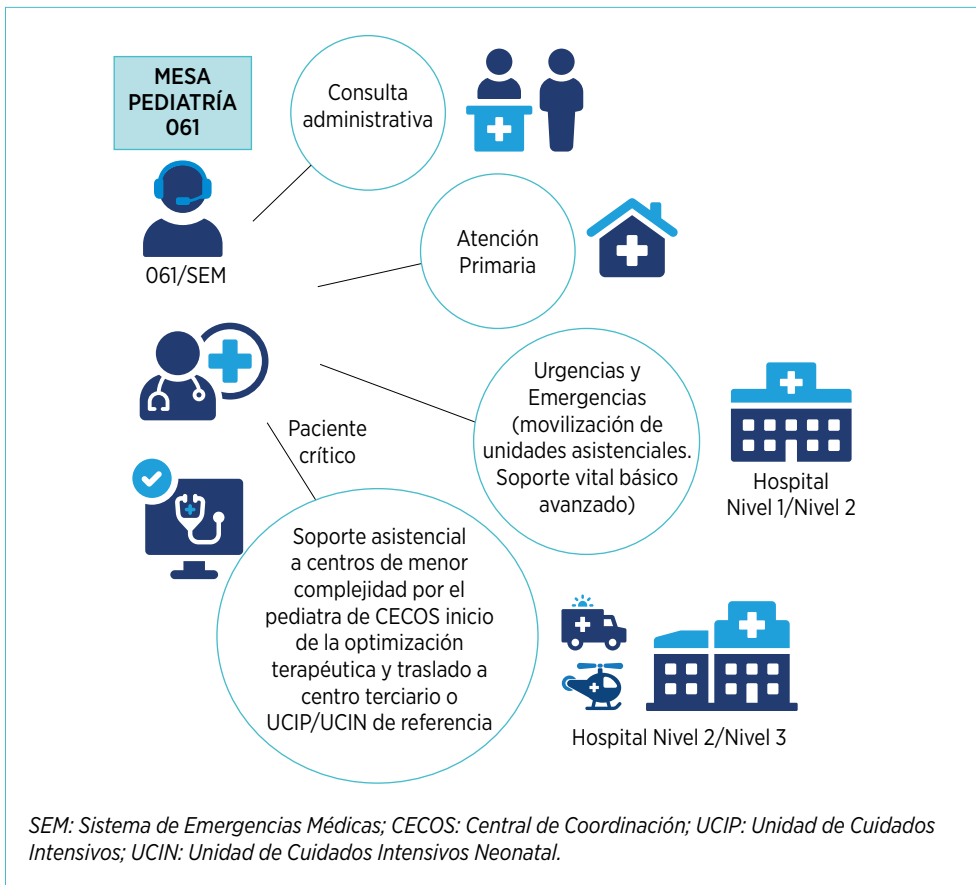 MESA
PEDIATRÍA
061
Consulta
administrativa
061/SEM
Atención
Primaria
Urgencias y
Emergencias
(movilización de
unidades asistenciales.
Soporte vital básico
avanzado)
Hospital
Nivel 1/Nivel 2
Paciente
crítico
Soporte asistencial
a centros de menor
complejidad por el
pediatra de CECOS inicio
de la optimización
terapéutica y traslado a
centro terciario o
UCIP/UCIN de referencia
Hospital Nivel 2/Nivel 3
SEM: Sistema de Emergencias Médicas; CECOS: Central de Coordinación; UCIP: Unidad de Cuidados
Intensivos; UCIN: Unidad de Cuidados Intensivos Neonatal.